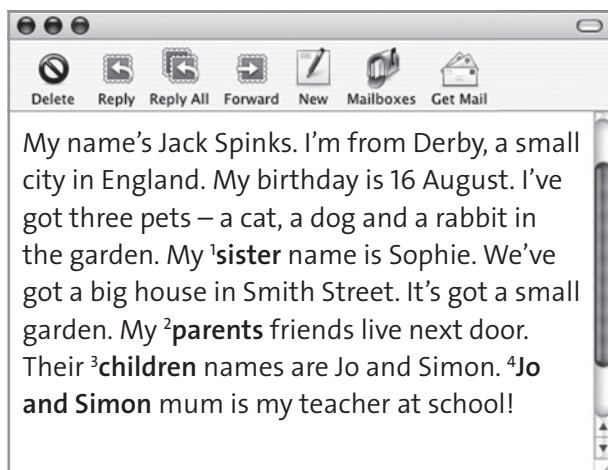 Delete Reply Reply All Forward New Mailboxes Get Mail
My name's Jack Spinks. I'm from Derby, a small
city in England. My birthday is 16 August. I've
got three pets – a cat, a dog and a rabbit in
the garden. My ¹sister name is Sophie. We've
got a big house in Smith Street. It's got a small
garden. My ²parents friends live next door.
Their ³children names are Jo and Simon. ⁴Jo
and Simon mum is my teacher at school!